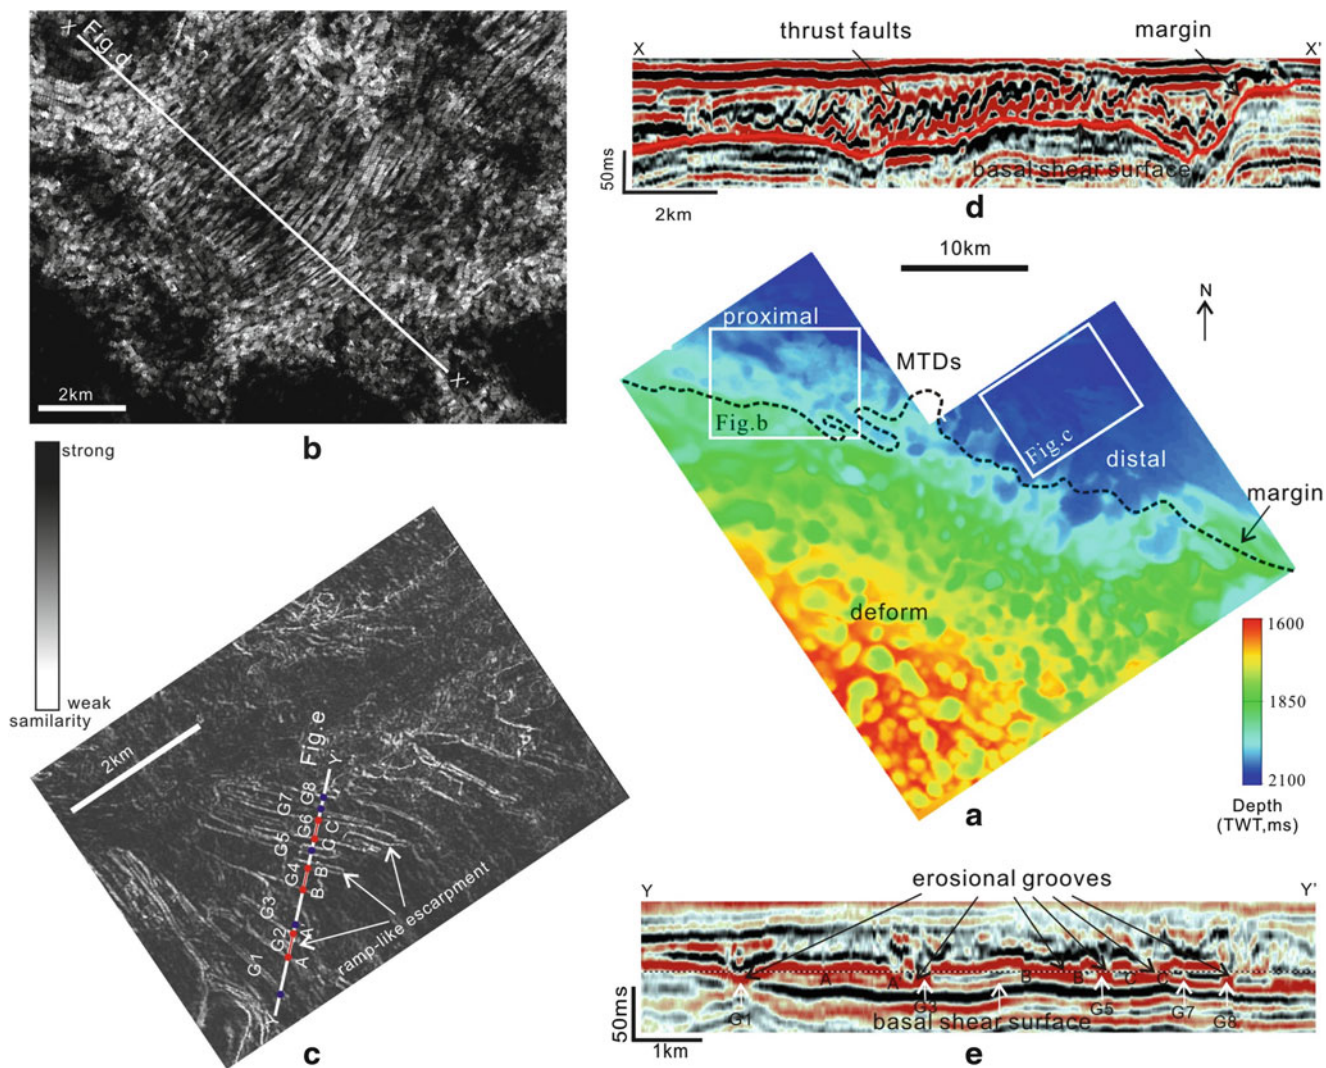 X
Fig.d
X'
2km
b
thrust faults
margin
X
X'
50ms
basal shear surface
2km
d
10km
N
proximal
MTDs
Fig.b
Fig.c
distal
margin
deform
1600
1850
2100
Depth
(TWT,ms)
a
strong
weak
samilarity
2km
Fig.e
Y'
G8
G7
G6
G5
G4
G3
G2
G1
C'
C
B'
B
A'
A
Y
ramp-like escarpment
c
erosional grooves
Y
Y'
A
A'
B
B'
C
C'
G1
G3
G5
G7
G8
basal shear surface
50ms
1km
e